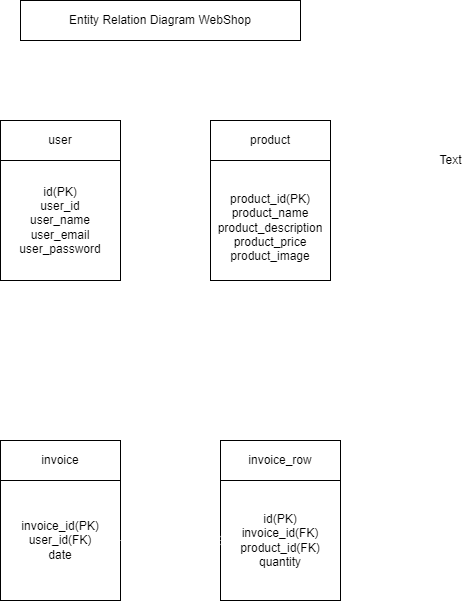 Entity Relation Diagram WebShop
user
id(PK)
user_id
user_name
user_email
user_password
product
product_id(PK)
product_name
product_description
product_price
product_image
Text
invoice
invoice_id(PK)
user_id(FK)
date
invoice_row
id(PK)
invoice_id(FK)
product_id(FK)
quantity